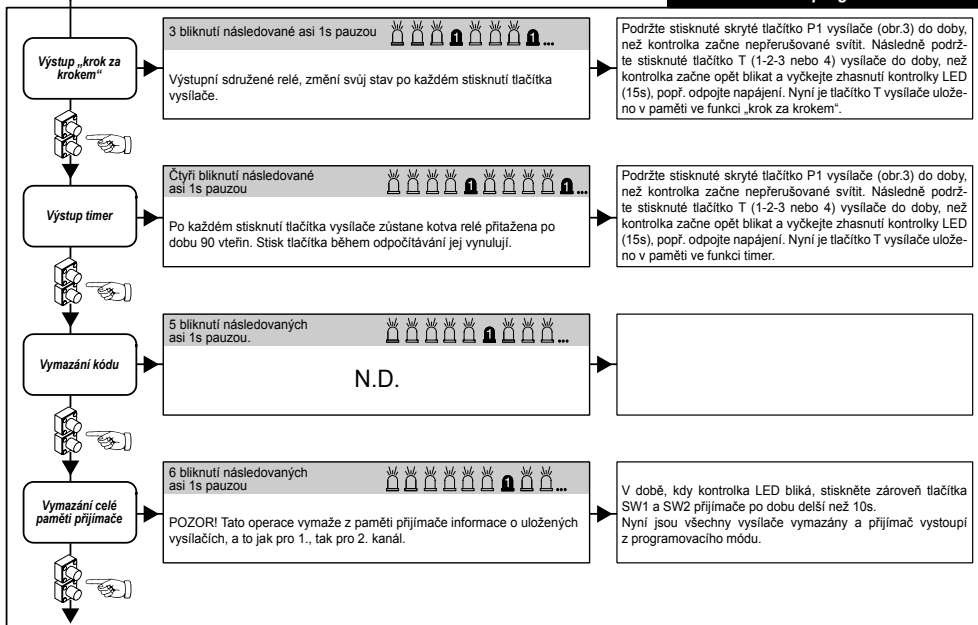 Výstup „krok za
krokem“
3 bliknutí následované asi 1s pauzou
1 1 ...
Výstupní sdružené relé, změní svůj stav po každém stisknutí tlačítka
vysílače.
Podržte stisknuté skryté tlačítko P1 vysílače (obr.3) do doby,
než kontrolka začne nepřerušované svítit. Následně podrž-
te stisknuté tlačítko T (1-2-3 nebo 4) vysílače do doby, než
kontrolka začne opět blikat a vyčkejte zhasnutí kontrolky LED
(15s), popř. odpojte napájení. Nyní je tlačítko T vysílače ulože-
no v paměti ve funkci „krok za krokem“.
Výstup timer
Čtyři bliknutí následované
asi 1s pauzou
1 1 ...
Po každém stisknutí tlačítka vysílače zůstane kotva relé přitažena po
dobu 90 vteřin. Stisk tlačítka během odpočítávání jej vynulují.
Podržte stisknuté skryté tlačítko P1 vysílače (obr.3) do doby,
než kontrolka začne nepřerušované svítit. Následně podrž-
te stisknuté tlačítko T (1-2-3 nebo 4) vysílače do doby, než
kontrolka začne opět blikat a vyčkejte zhasnutí kontrolky LED
(15s), popř. odpojte napájení. Nyní je tlačítko T vysílače ulože-
no v paměti ve funkci timer.
Vymazání kódu
5 bliknutí následovaných
asi 1s pauzou.
1 ...
N.D.
Vymazání celé
paměti přijímače
6 bliknutí následovaných
asi 1s pauzou
1 ...
POZOR! Tato operace vymaže z paměti přijímače informace o uložených
vysílačích, a to jak pro 1., tak pro 2. kanál.
V době, kdy kontrolka LED bliká, stiskněte zároveň tlačítka
SW1 a SW2 přijímače po dobu delší než 10s.
Nyní jsou všechny vysílače vymazány a přijímač vystoupí
z programovacího módu.